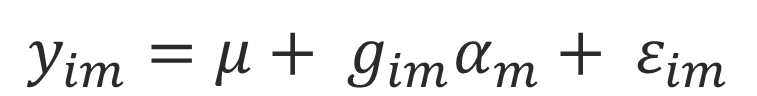 y_{im} = μ + g_{im}α_m + ε_{im}